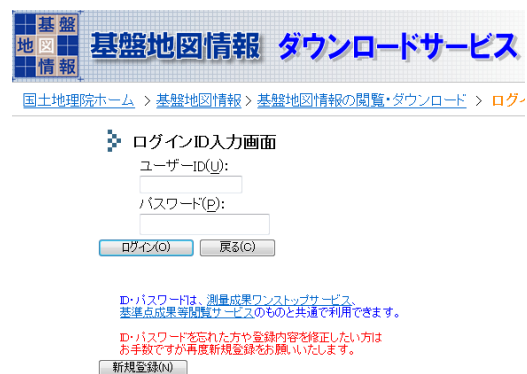 基盤
地図
情報
基盤地図情報 ダウンロードサービス
国土地理院ホーム > 基盤地図情報 > 基盤地図情報の閲覧・ダウンロード > ログイ
ログインID入力画面
ユーザーID(U):
パスワード(P):
ログイン(O) 戻る(C)
ID・パスワードは、測量成果ワンストップサービス、
基準点成果等閲覧サービスのものと共通で利用できます。
ID・パスワードを忘れた方や登録内容を修正したい方は
お手数ですが再度新規登録をお願いいたします。
新規登録(N)